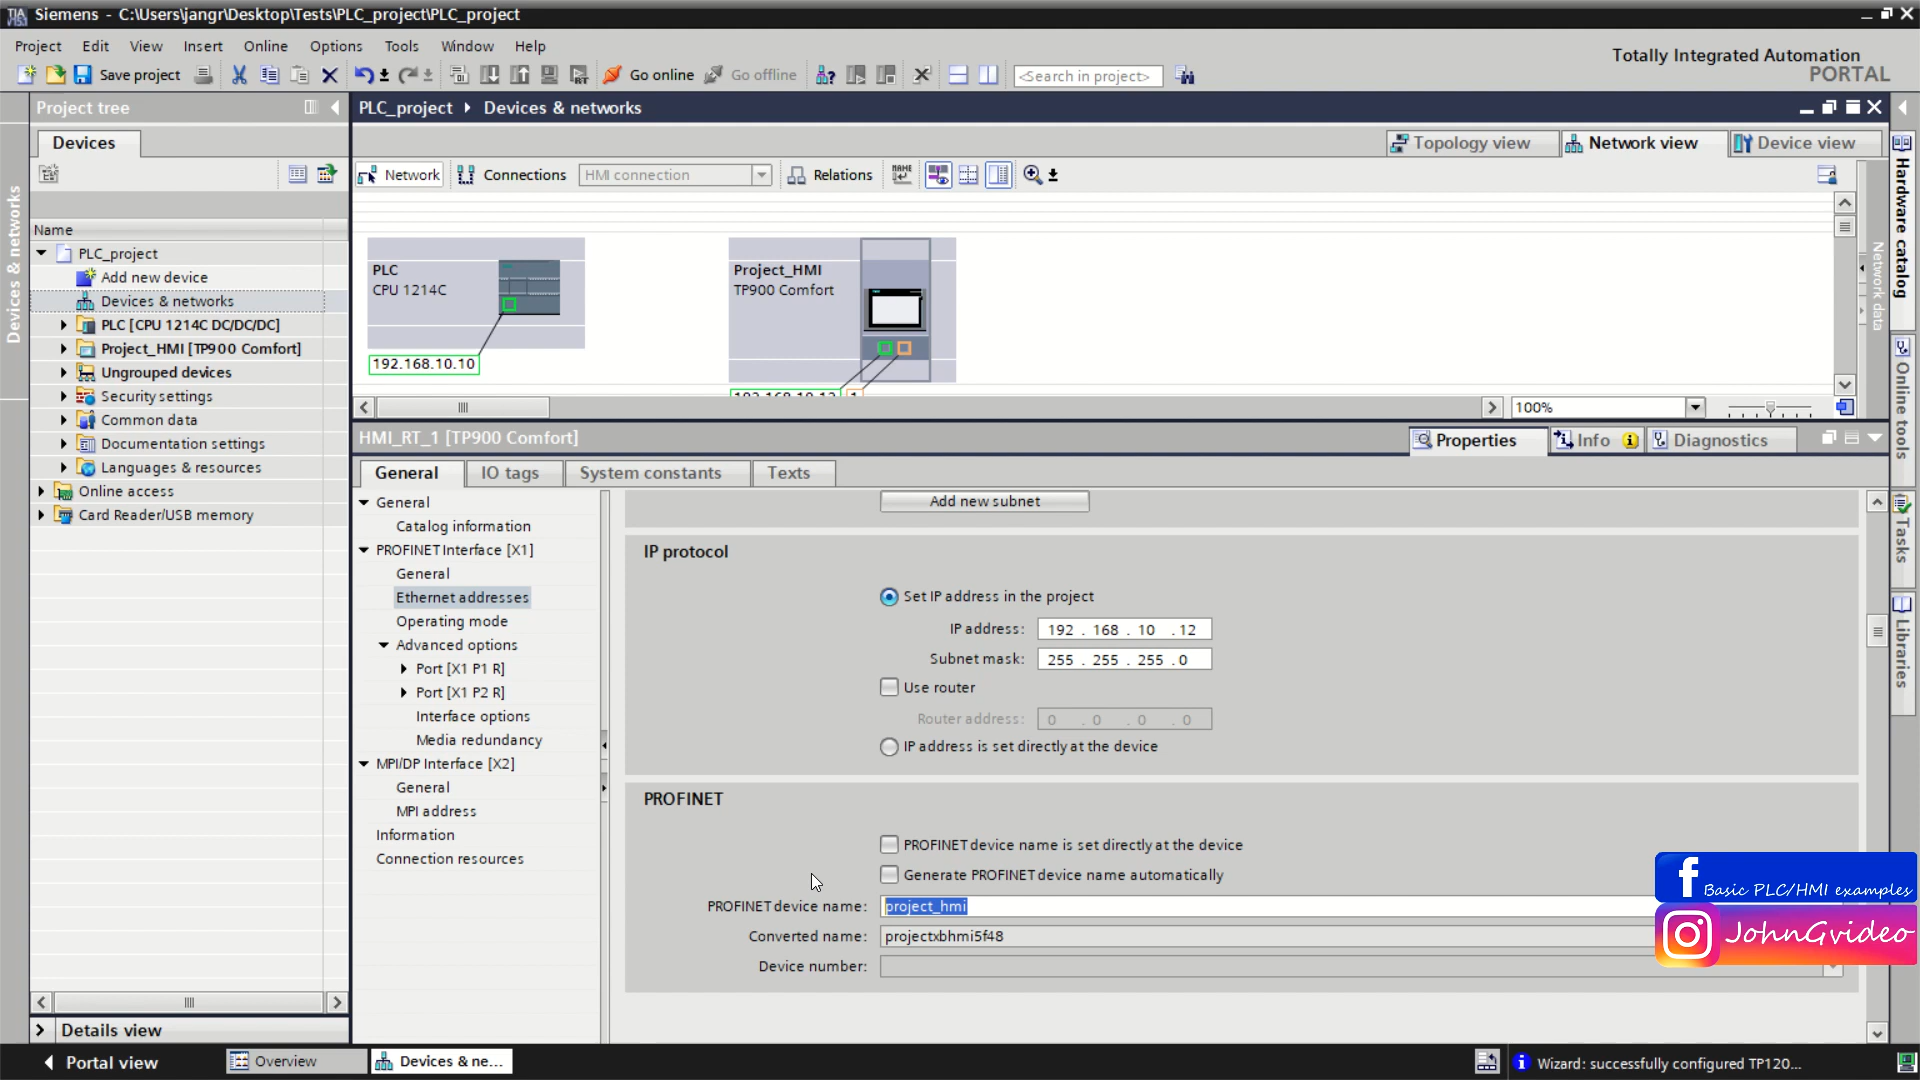 Siemens - C:\Users\jangr\Desktop\Tests\PLC_project\PLC_project
Project Edit View Insert Online Options Tools Window Help
Totally Integrated Automation
PORTAL
Save project
Go online
Go offline
<Search in project>
Project tree
PLC_project
Devices & networks
Devices
Topology view
Network view
Device view
Devices & networks
Network
Connections
HMI connection
Relations
Name
PLC_project
Add new device
Devices & networks
PLC [CPU 1214C DC/DC/DC]
Project_HMI [TP900 Comfort]
Ungrouped devices
Security settings
Common data
Documentation settings
Languages & resources
Online access
Card Reader/USB memory
PLC
CPU 1214C
192.168.10.10
Project_HMI
TP900 Comfort
Network data
Hardware catalog
Online tools
Tasks
Libraries
100%
HMI_RT_1 [TP900 Comfort]
Properties
Info
Diagnostics
General
IO tags
System constants
Texts
General
Catalog information
PROFINET Interface [X1]
General
Ethernet addresses
Operating mode
Advanced options
Port [X1 P1 R]
Port [X1 P2 R]
Interface options
Media redundancy
MPI/DP Interface [X2]
General
MPI address
Information
Connection resources
Add new subnet
IP protocol
Set IP address in the project
IP address: 192 . 168 . 10 . 12
Subnet mask: 255 . 255 . 255 . 0
Use router
Router address: 0 . 0 . 0 . 0
IP address is set directly at the device
PROFINET
PROFINET device name is set directly at the device
Generate PROFINET device name automatically
PROFINET device name: project_hmi
Converted name: projectxbhmi5f48
Device number:
f Basic PLC/HMI examples
JohnGvideo
Details view
Portal view
Overview
Devices & ne...
Wizard: successfully configured TP120...